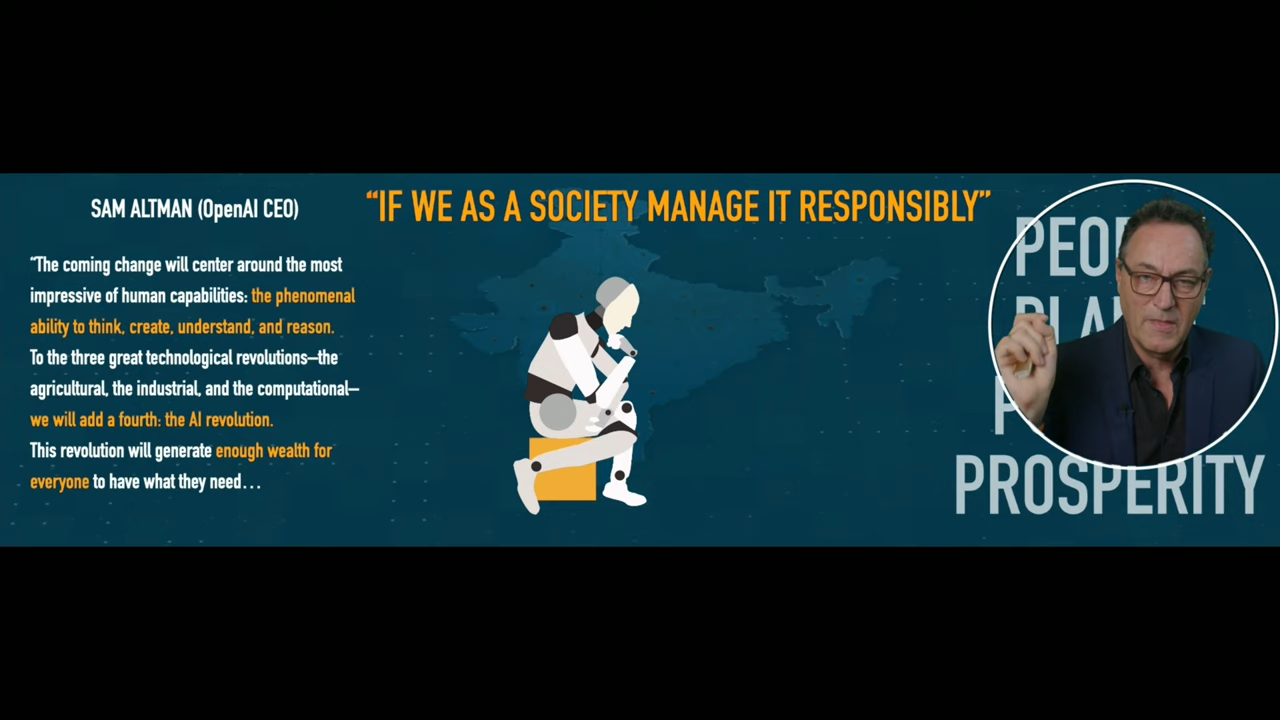 SAM ALTMAN (OpenAI CEO)
“The coming change will center around the most
impressive of human capabilities: the phenomenal
ability to think, create, understand, and reason.
To the three great technological revolutions—the
agricultural, the industrial, and the computational—
we will add a fourth: the AI revolution.
This revolution will generate enough wealth for
everyone to have what they need...
“IF WE AS A SOCIETY MANAGE IT RESPONSIBLY”
PROSPERITY